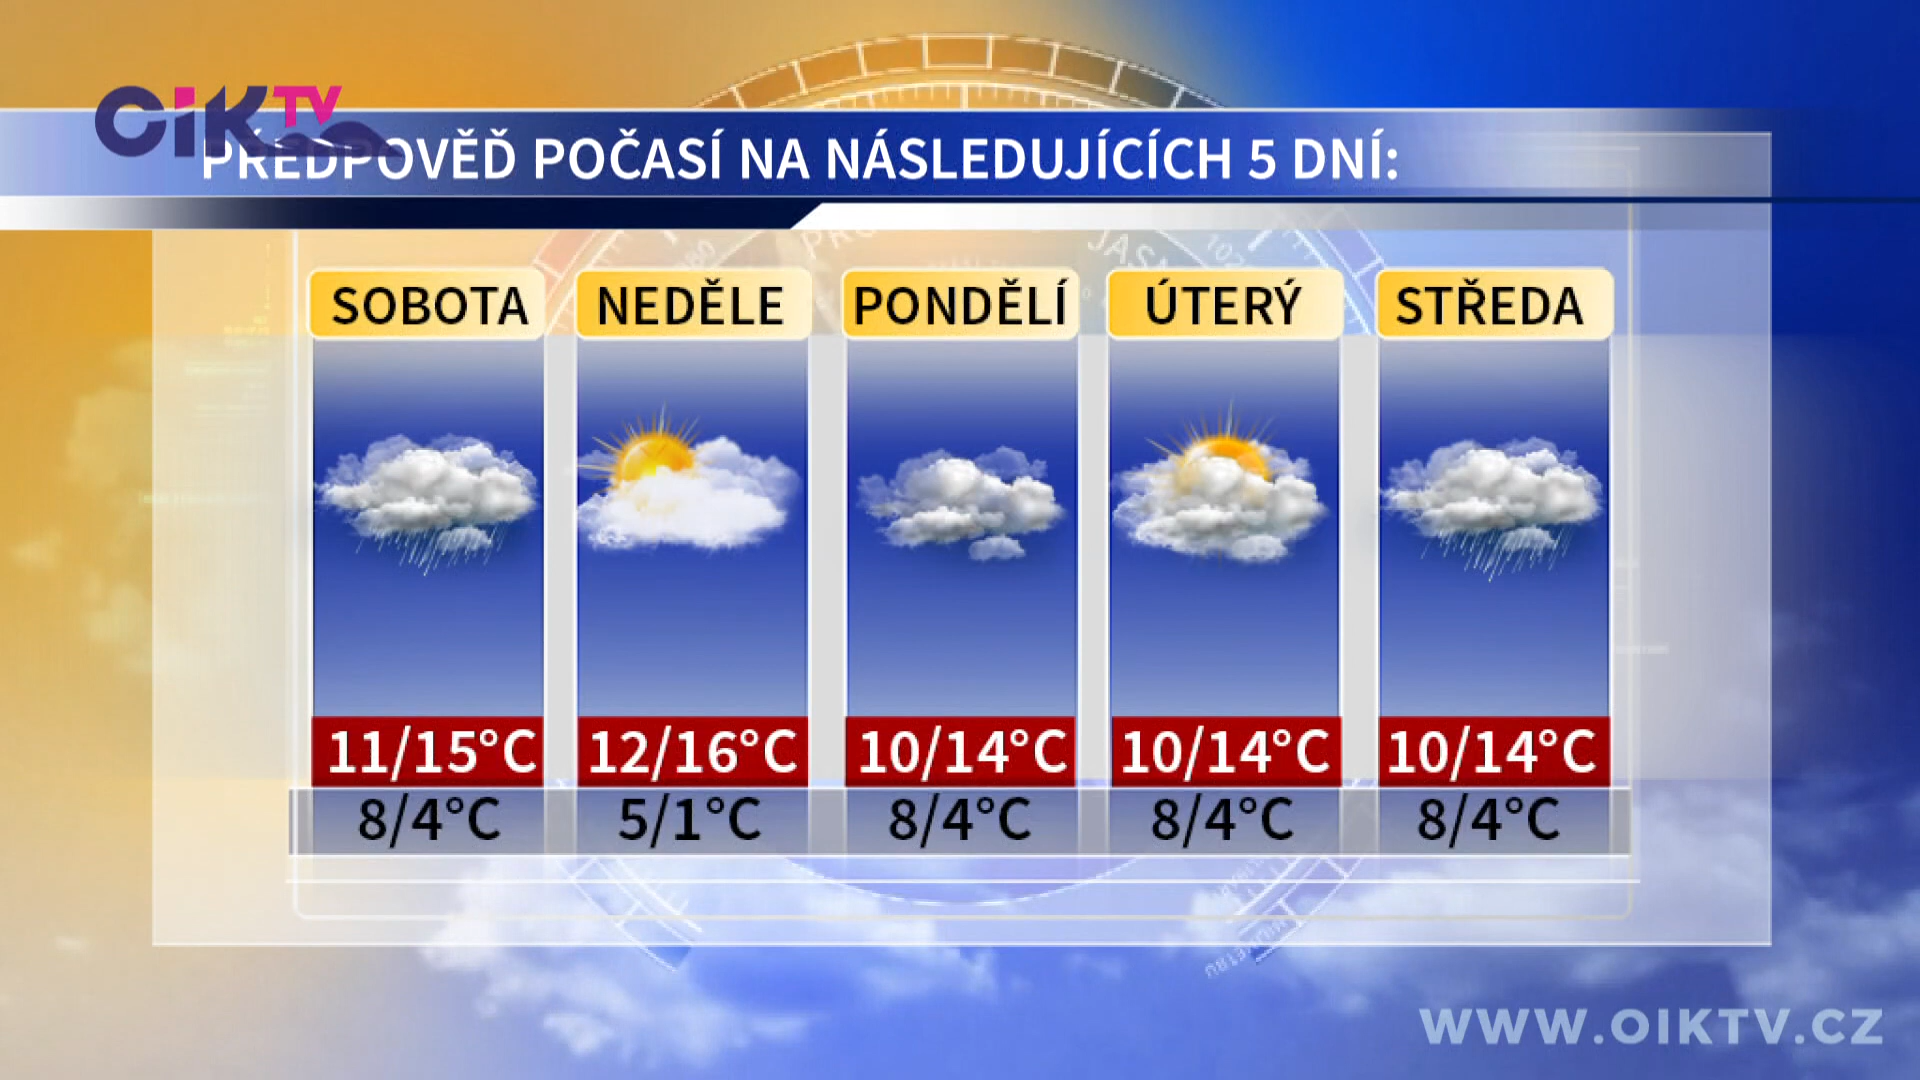 OIKTV
PŘEDPOVĚĎ POČASÍ NA NÁSLEDUJÍCÍCH 5 DNÍ:
SOBOTA NEDĚLE PONDĚLÍ ÚTERÝ STŘEDA
11/15°C 12/16°C 10/14°C 10/14°C 10/14°C
8/4°C 5/1°C 8/4°C 8/4°C 8/4°C
WWW.OIKTV.CZ